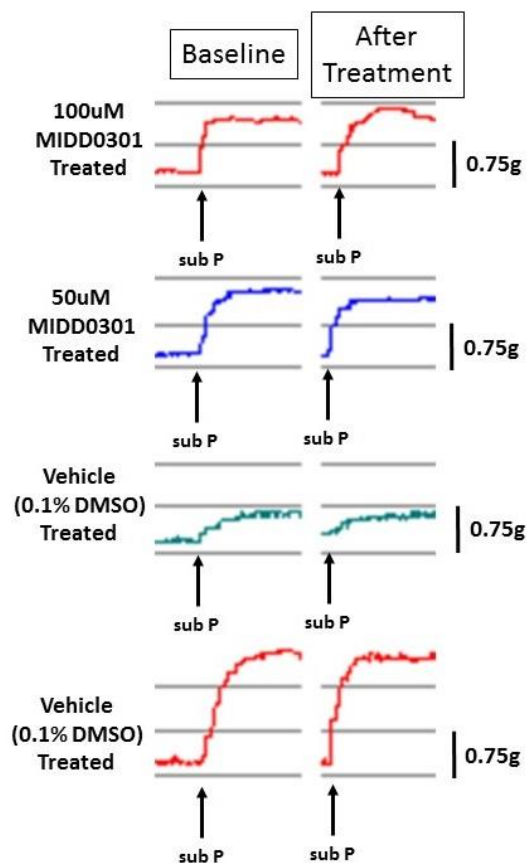 Baseline
After
Treatment
100uM
MIDD0301
Treated
0.75g
sub P
sub P
50uM
MIDD0301
Treated
0.75g
sub P
sub P
Vehicle
(0.1% DMSO)
Treated
0.75g
sub P
sub P
Vehicle
(0.1% DMSO)
Treated
0.75g
sub P
sub P